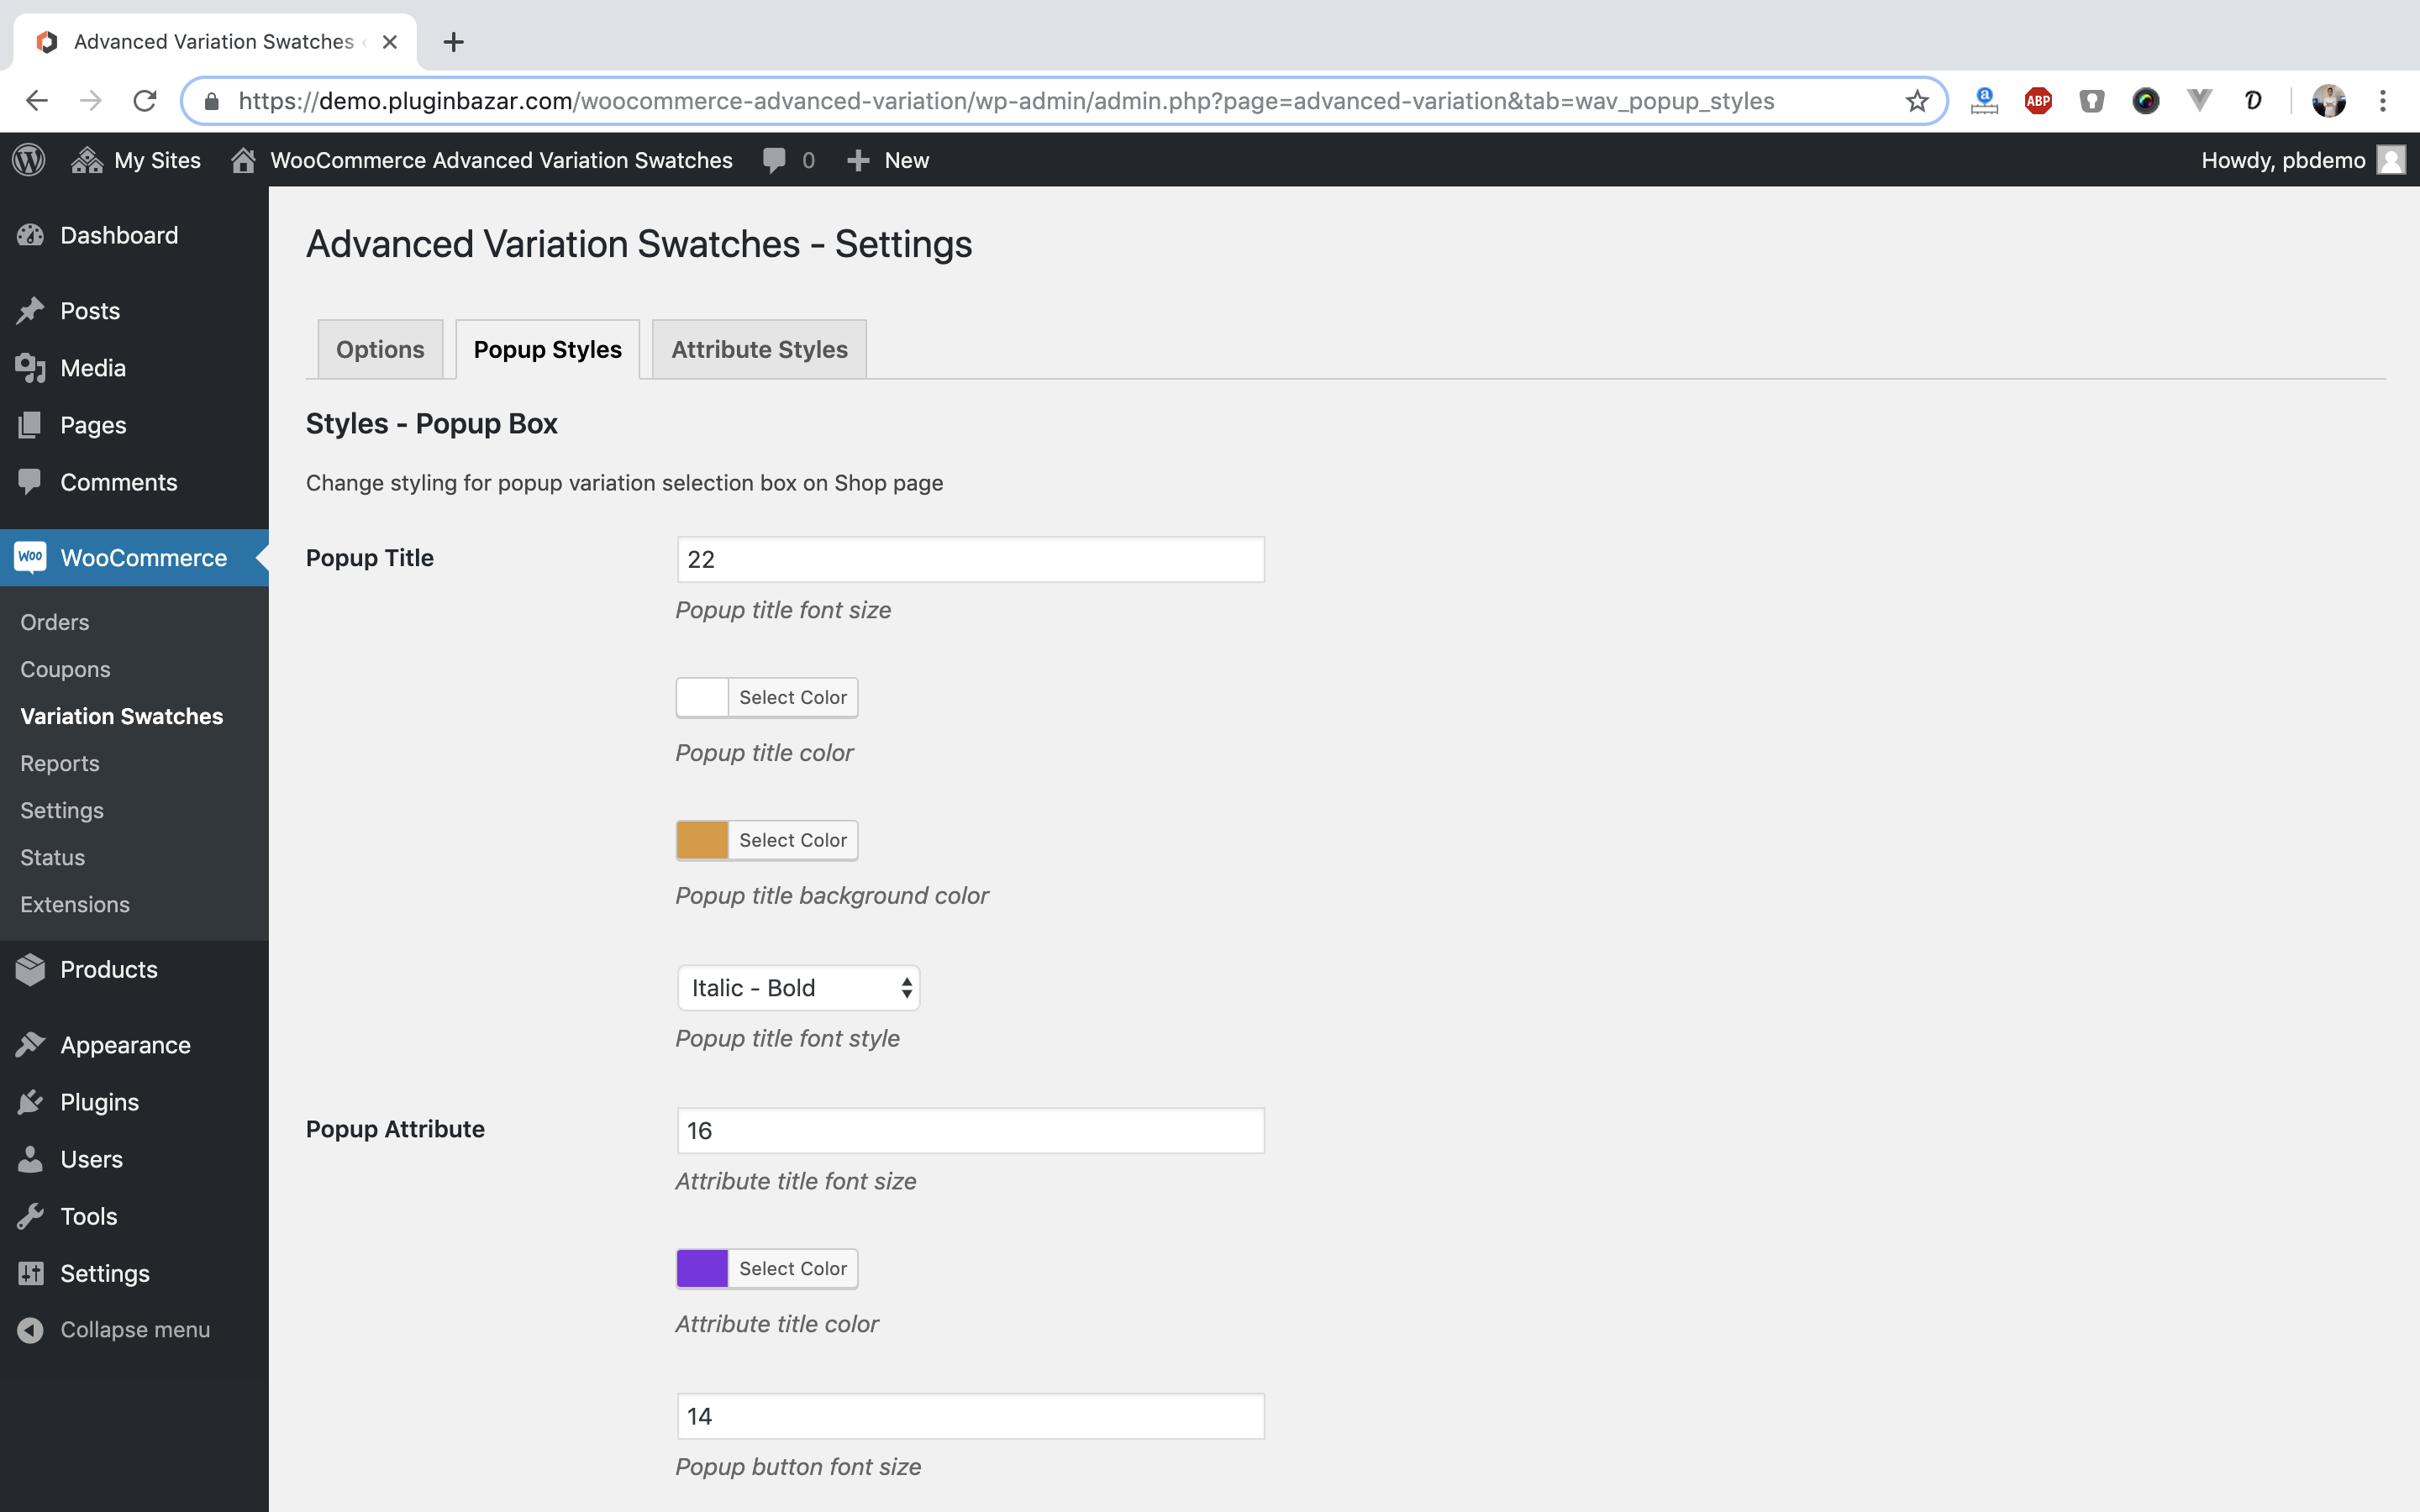 Advanced Variation Swatches
https://demo.pluginbazar.com/woocommerce-advanced-variation/wp-admin/admin.php?page=advanced-variation&tab=wav_popup_styles
a
ABP
My Sites
WooCommerce Advanced Variation Swatches
0
New
Howdy, pbdemo
Dashboard
Posts
Media
Pages
Comments
Woo
WooCommerce
Orders
Coupons
Variation Swatches
Reports
Settings
Status
Extensions
Products
Appearance
Plugins
Users
Tools
Settings
Collapse menu
Advanced Variation Swatches - Settings
Options
Popup Styles
Attribute Styles
Styles - Popup Box
Change styling for popup variation selection box on Shop page
Popup Title
22
Popup title font size
Select Color
Popup title color
Select Color
Popup title background color
Italic - Bold
Popup title font style
Popup Attribute
16
Attribute title font size
Select Color
Attribute title color
14
Popup button font size